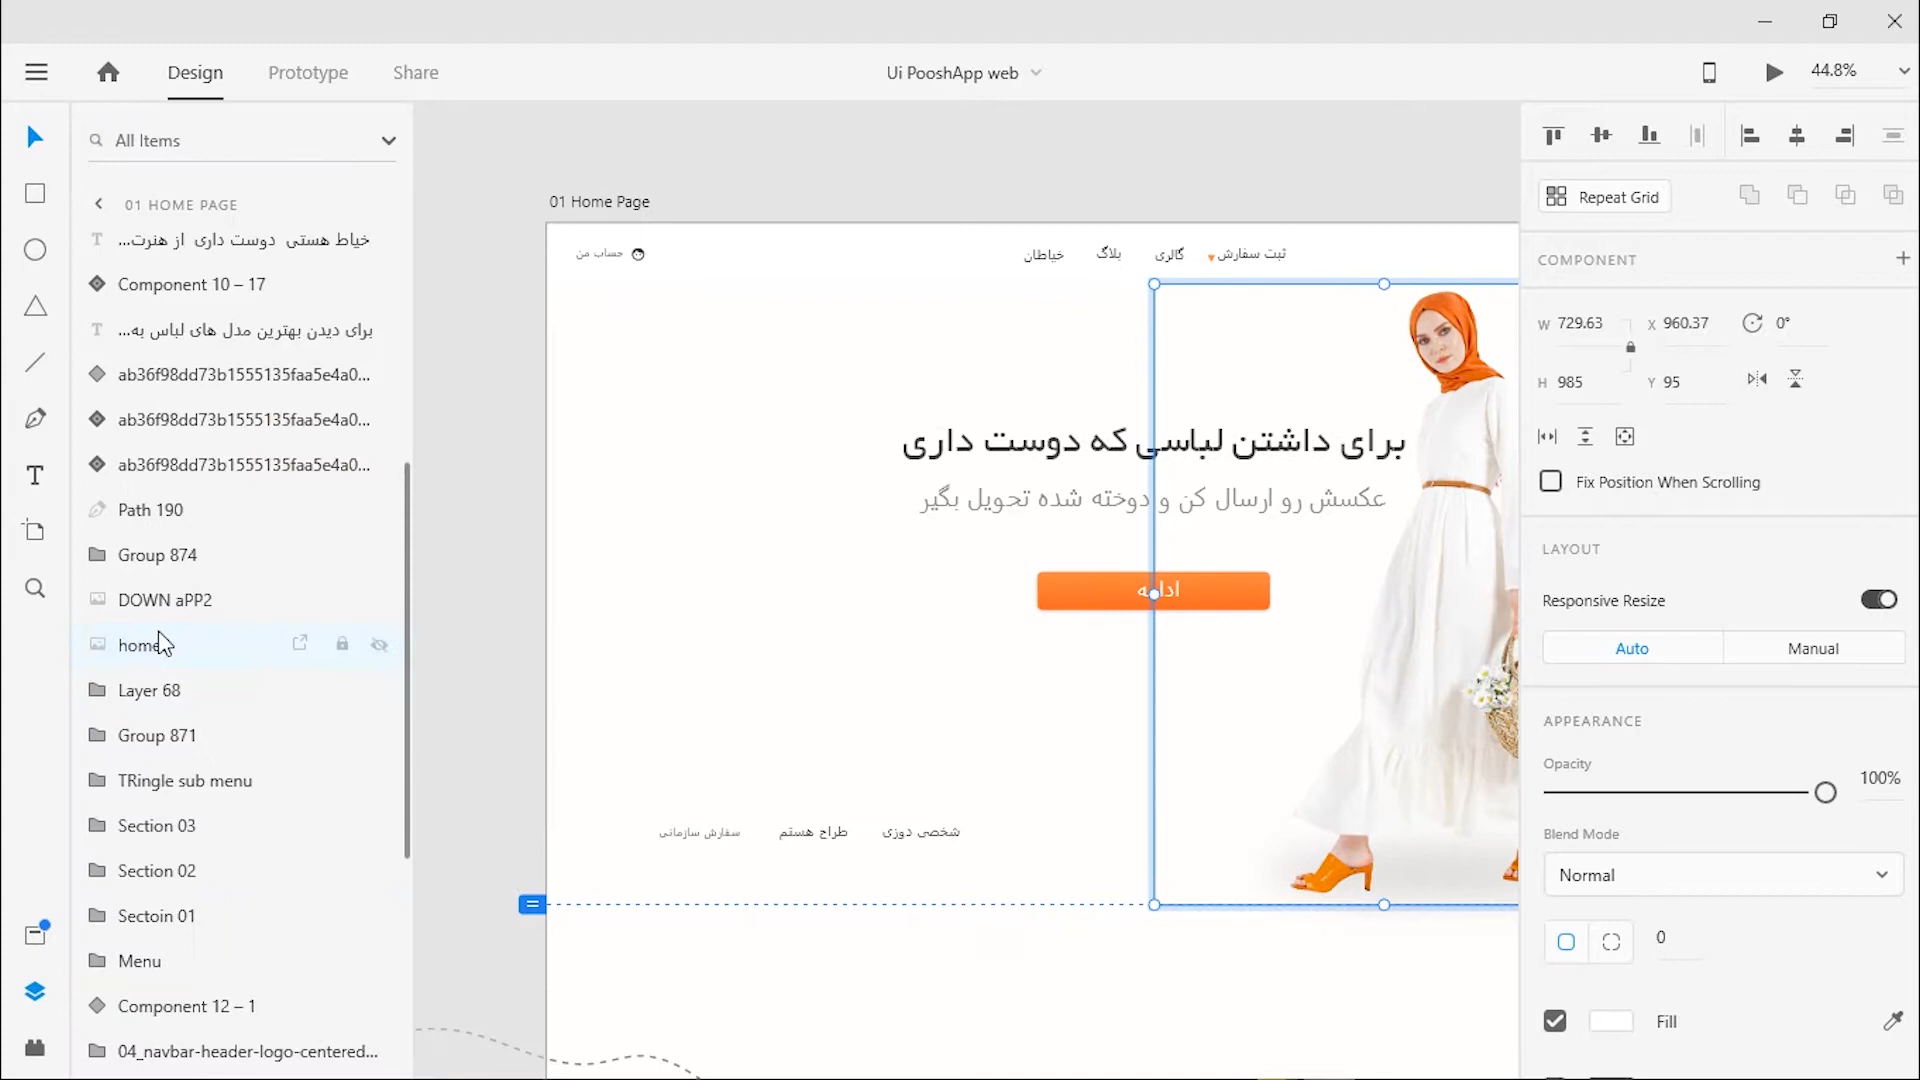 Design
Prototype
Share
Ui PooshApp web
44.8%
All Items
01 HOME PAGE
خیاط هستی دوست داری از هنرت...
Component 10 – 17
برای دیدن بهترین مدل های لباس به...
ab36f98dd73b1555135faa5e4a0...
ab36f98dd73b1555135faa5e4a0...
ab36f98dd73b1555135faa5e4a0...
Path 190
Group 874
DOWN aPP2
home
Layer 68
Group 871
TRingle sub menu
Section 03
Section 02
Sectoin 01
Menu
Component 12 – 1
04_navbar-header-logo-centered...
01 Home Page
ثبت سفارش
گالری
بلاگ
خیاطان
حساب من
برای داشتن لباسی که دوست داری
عکسش رو ارسال کن و دوخته شده تحویل بگیر
ادامه
شخصی دوزی
طراح هستم
سفارش سازمانی
Repeat Grid
COMPONENT
W 729.63
X 960.37
0°
H 985
Y 95
Fix Position When Scrolling
LAYOUT
Responsive Resize
Auto
Manual
APPEARANCE
Opacity
100%
Blend Mode
Normal
0
Fill